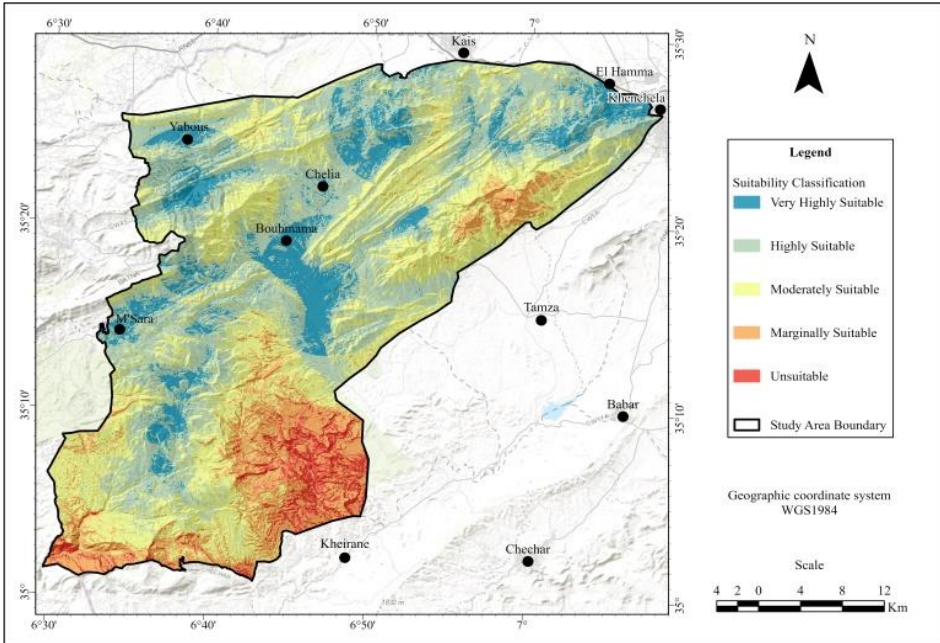 6°30' 6°40' 6°50' 7°
35°30'
Kais
El Hamma
Khenchela
Yabous
Chelia
35°20' 35°20'
Bouhmama
Tamza
M'Sara
35°10' 35°10'
Babar
Kheirane
Chechar
35° 35°
6°30' 6°40' 6°50' 7°
N
Legend
Suitability Classification
Very Highly Suitable
Highly Suitable
Moderately Suitable
Marginally Suitable
Unsuitable
Study Area Boundary
Geographic coordinate system
WGS1984
Scale
4 2 0 4 8 12
Km